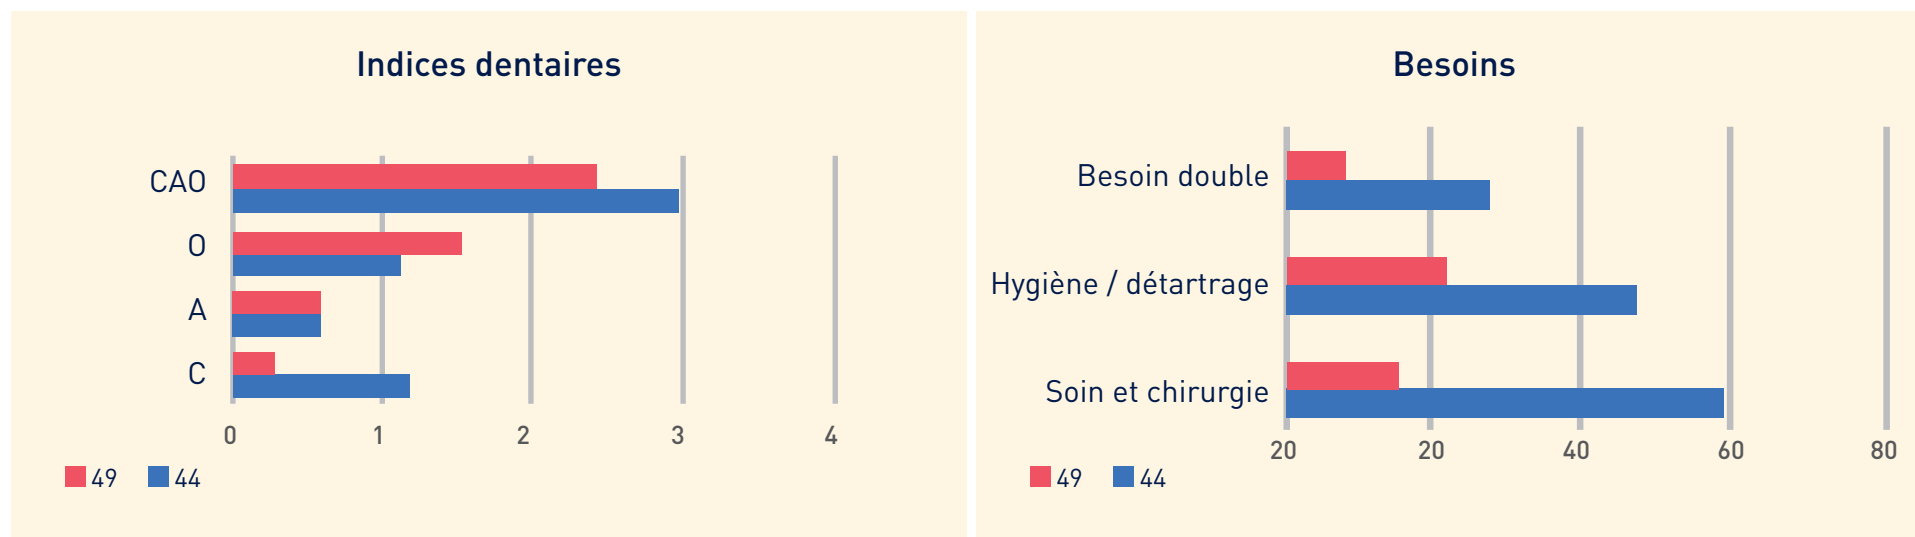 Indices dentaires
CAO
O
A
C
0 1 2 3 4
49 44
Besoins
Besoin double
Hygiène / détartrage
Soin et chirurgie
20 20 40 60 80
49 44